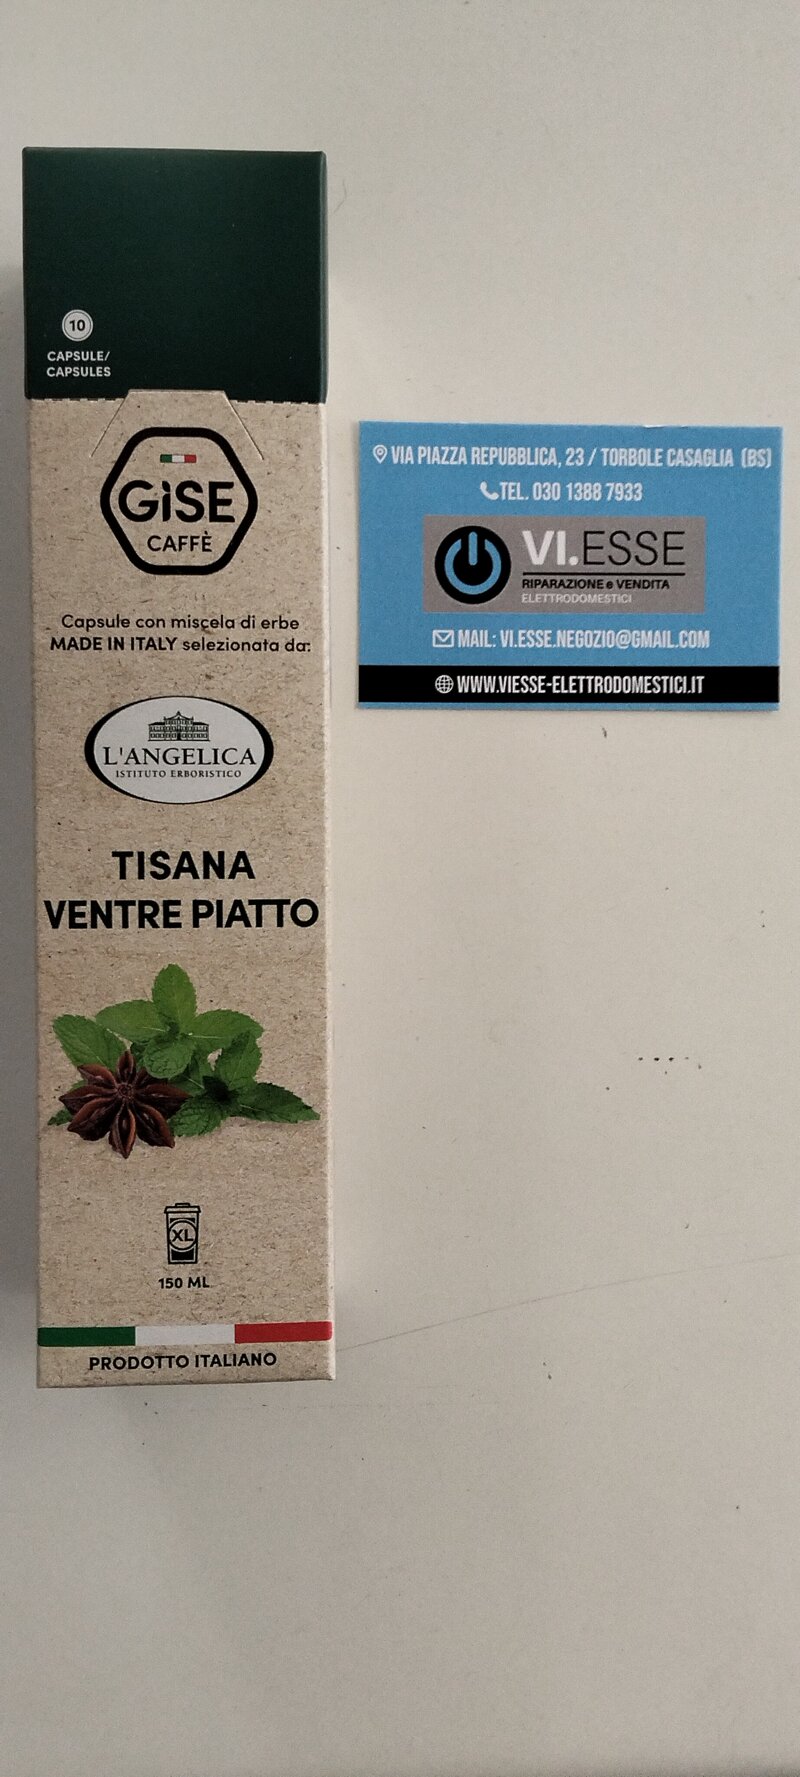 10
CAPSULE/
CAPSULES
GiSE
CAFFÈ
Capsule con miscela di erbe
MADE IN ITALY selezionata da:
L'ANGELICA
ISTITUTO ERBORISTICO
TISANA
VENTRE PIATTO
XL
150 ML
PRODOTTO ITALIANO
VIA PIAZZA REPUBBLICA, 23 / TORBOLE CASAGLIA (BS)
TEL. 030 1388 7933
VI.ESSE
RIPARAZIONE e VENDITA
ELETTRODOMESTICI
MAIL: VI.ESSE.NEGOZIO@GMAIL.COM
WWW.VIESSE-ELETTRODOMESTICI.IT